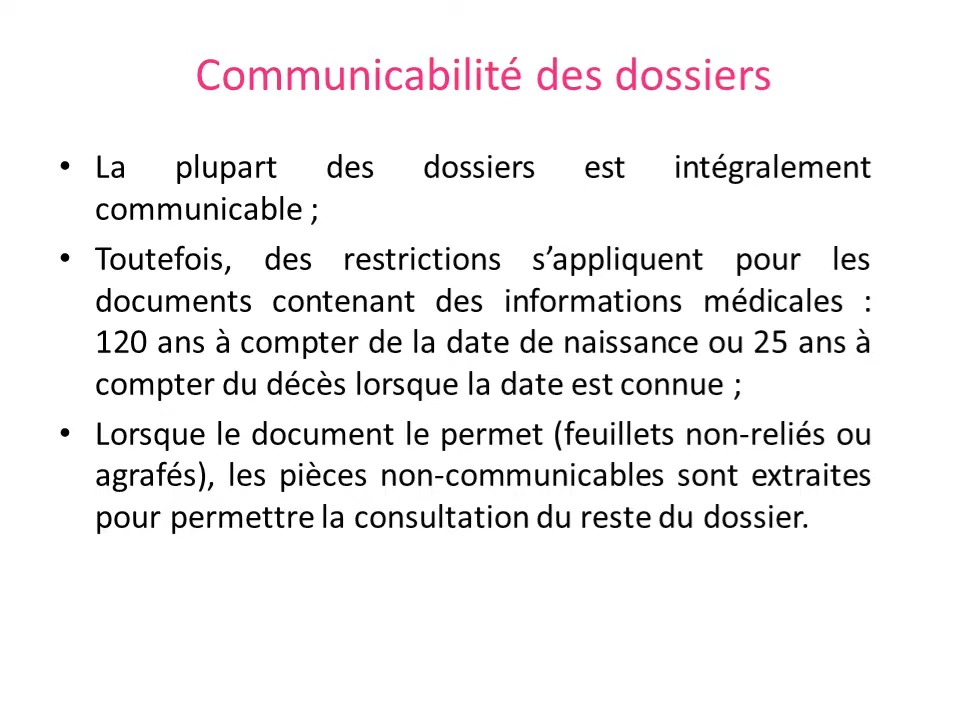 Communicabilité des dossiers
• La plupart des dossiers est intégralement
communicable ;
• Toutefois, des restrictions s’appliquent pour les
documents contenant des informations médicales :
120 ans à compter de la date de naissance ou 25 ans à
compter du décès lorsque la date est connue ;
• Lorsque le document le permet (feuillets non-reliés ou
agrafés), les pièces non-communicables sont extraites
pour permettre la consultation du reste du dossier.